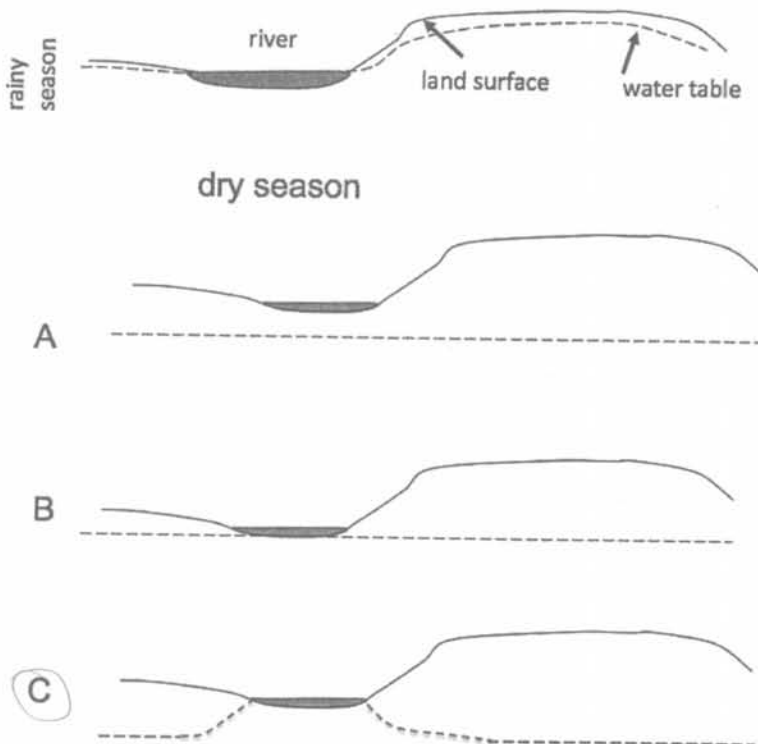 rainy season
river
land surface
water table
dry season
A
B
C